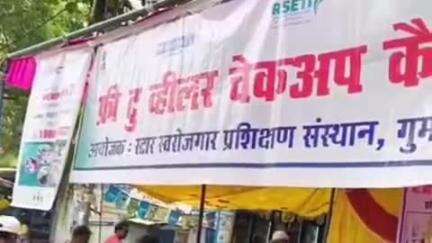 RSETI
फ्री टु व्हीलर चेकअप कै
आयोजक : स्टार स्वरोजगार प्रशिक्षण संस्थान, गुम